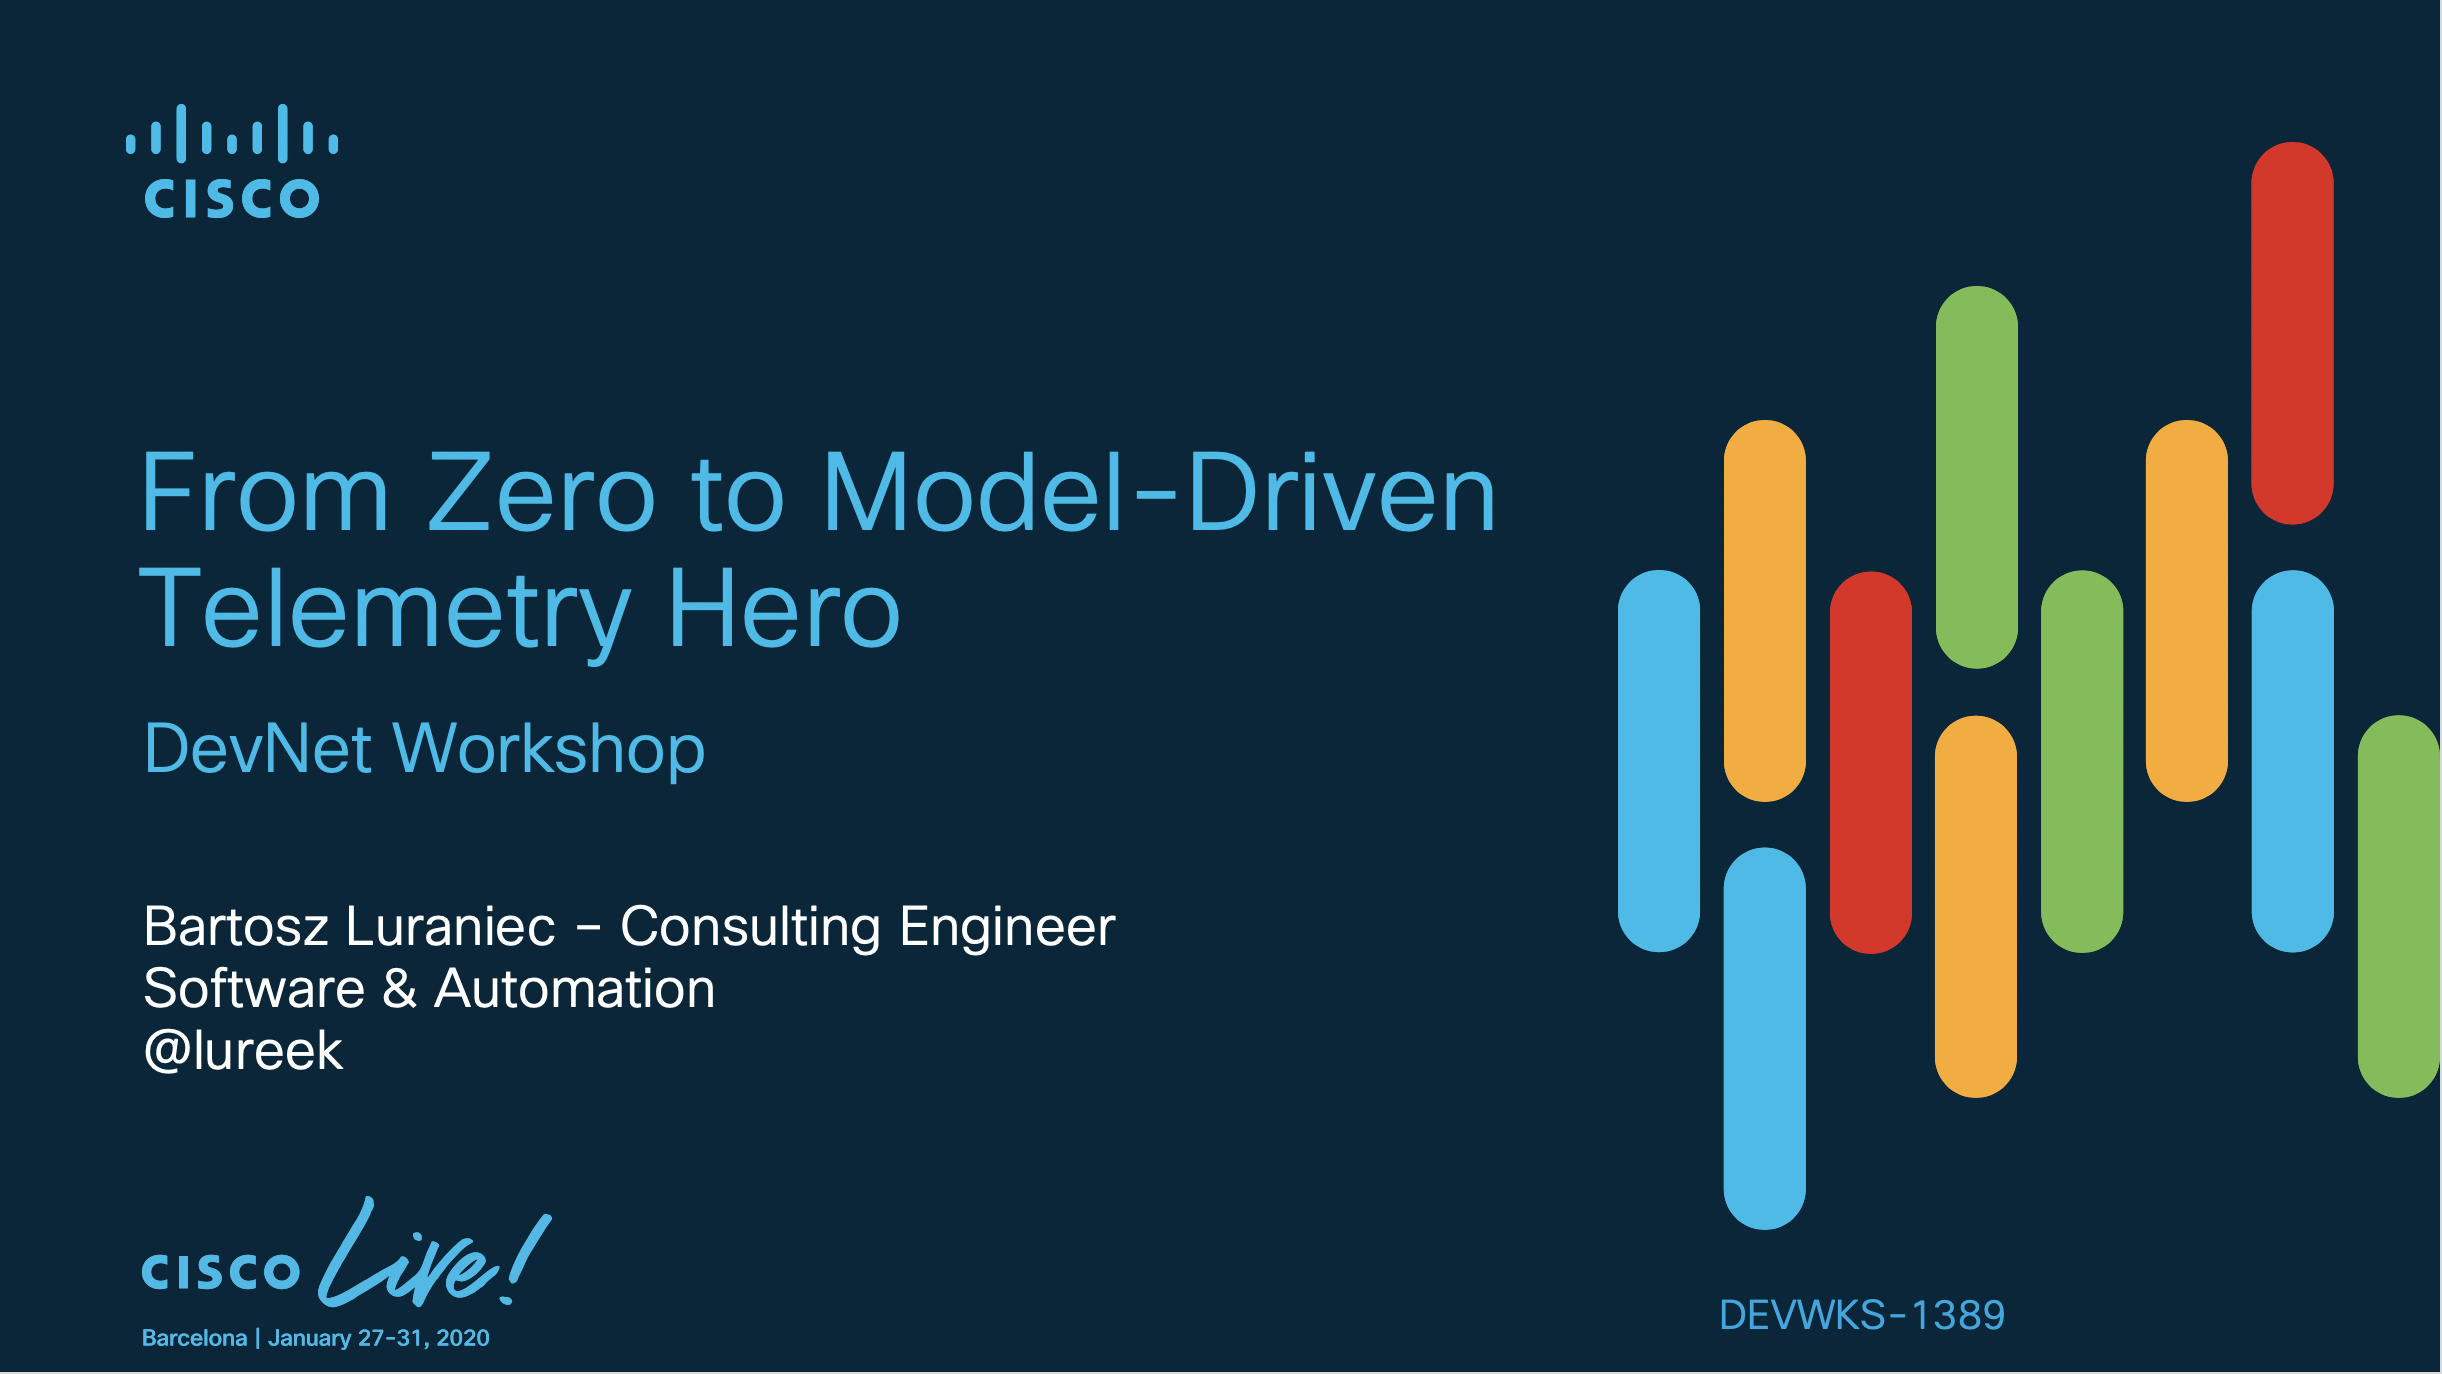 CISCO
From Zero to Model-Driven
Telemetry Hero
DevNet Workshop
Bartosz Luraniec - Consulting Engineer
Software & Automation
@lureek
CISCO Live!
Barcelona | January 27-31, 2020
DEVWKS-1389